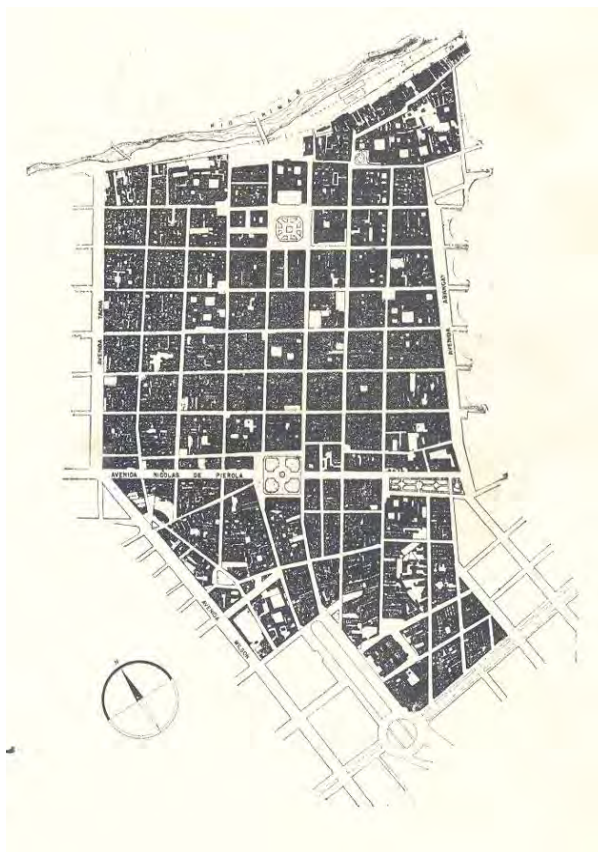 RIO RIMAC
AVENIDA TACNA
AVENIDA ABANCAY
AVENIDA NICOLAS DE PIEROLA
AVENIDA WILSON
N